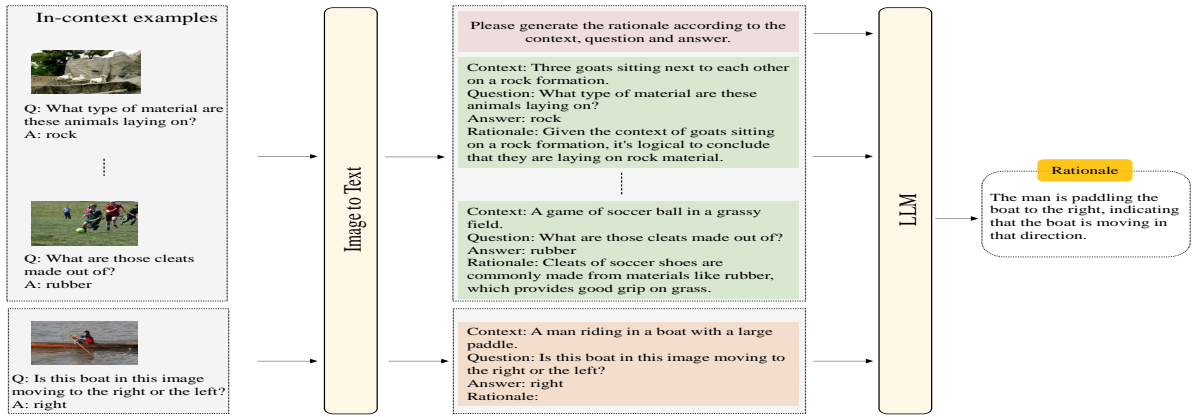 In-context examples
Q: What type of material are
these animals laying on?
A: rock
Q: What are those cleats
made out of?
A: rubber
Q: Is this boat in this image
moving to the right or the left?
A: right
Image to Text
Please generate the rationale according to the
context, question and answer.
Context: Three goats sitting next to each other
on a rock formation.
Question: What type of material are these
animals laying on?
Answer: rock
Rationale: Given the context of goats sitting
on a rock formation, it's logical to conclude
that they are laying on rock material.
Context: A game of soccer ball in a grassy
field.
Question: What are those cleats made out of?
Answer: rubber
Rationale: Cleats of soccer shoes are
commonly made from materials like rubber,
which provides good grip on grass.
Context: A man riding in a boat with a large
paddle.
Question: Is this boat in this image moving to
the right or the left?
Answer: right
Rationale:
LLM
Rationale
The man is paddling the
boat to the right, indicating
that the boat is moving in
that direction.